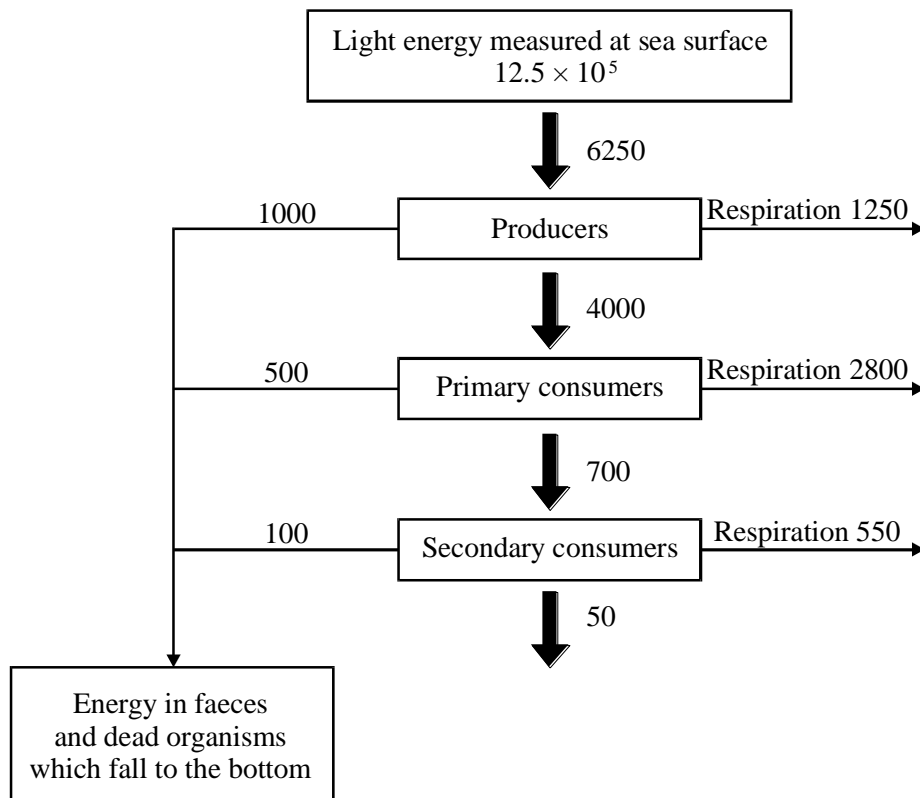 Light energy measured at sea surface
12.5 × 10⁵
6250
1000
Producers
Respiration 1250
4000
500
Primary consumers
Respiration 2800
700
100
Secondary consumers
Respiration 550
50
Energy in faeces
and dead organisms
which fall to the bottom